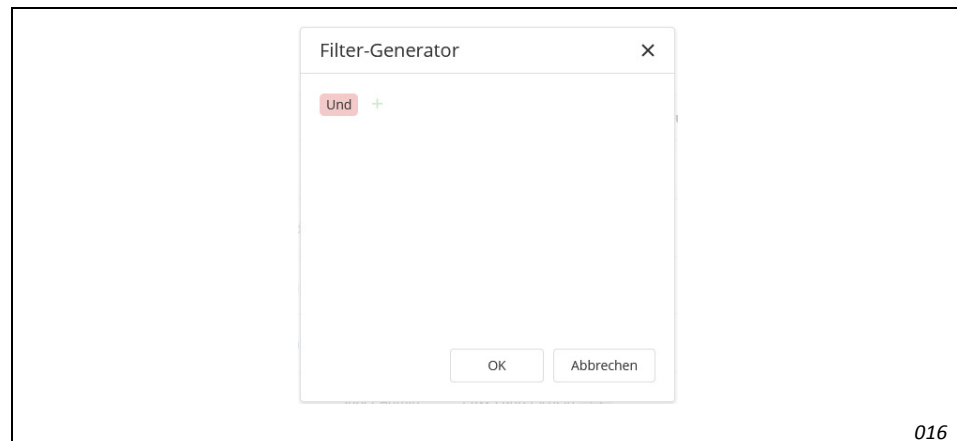 Filter-Generator ✕
Und +
OK Abbrechen
016